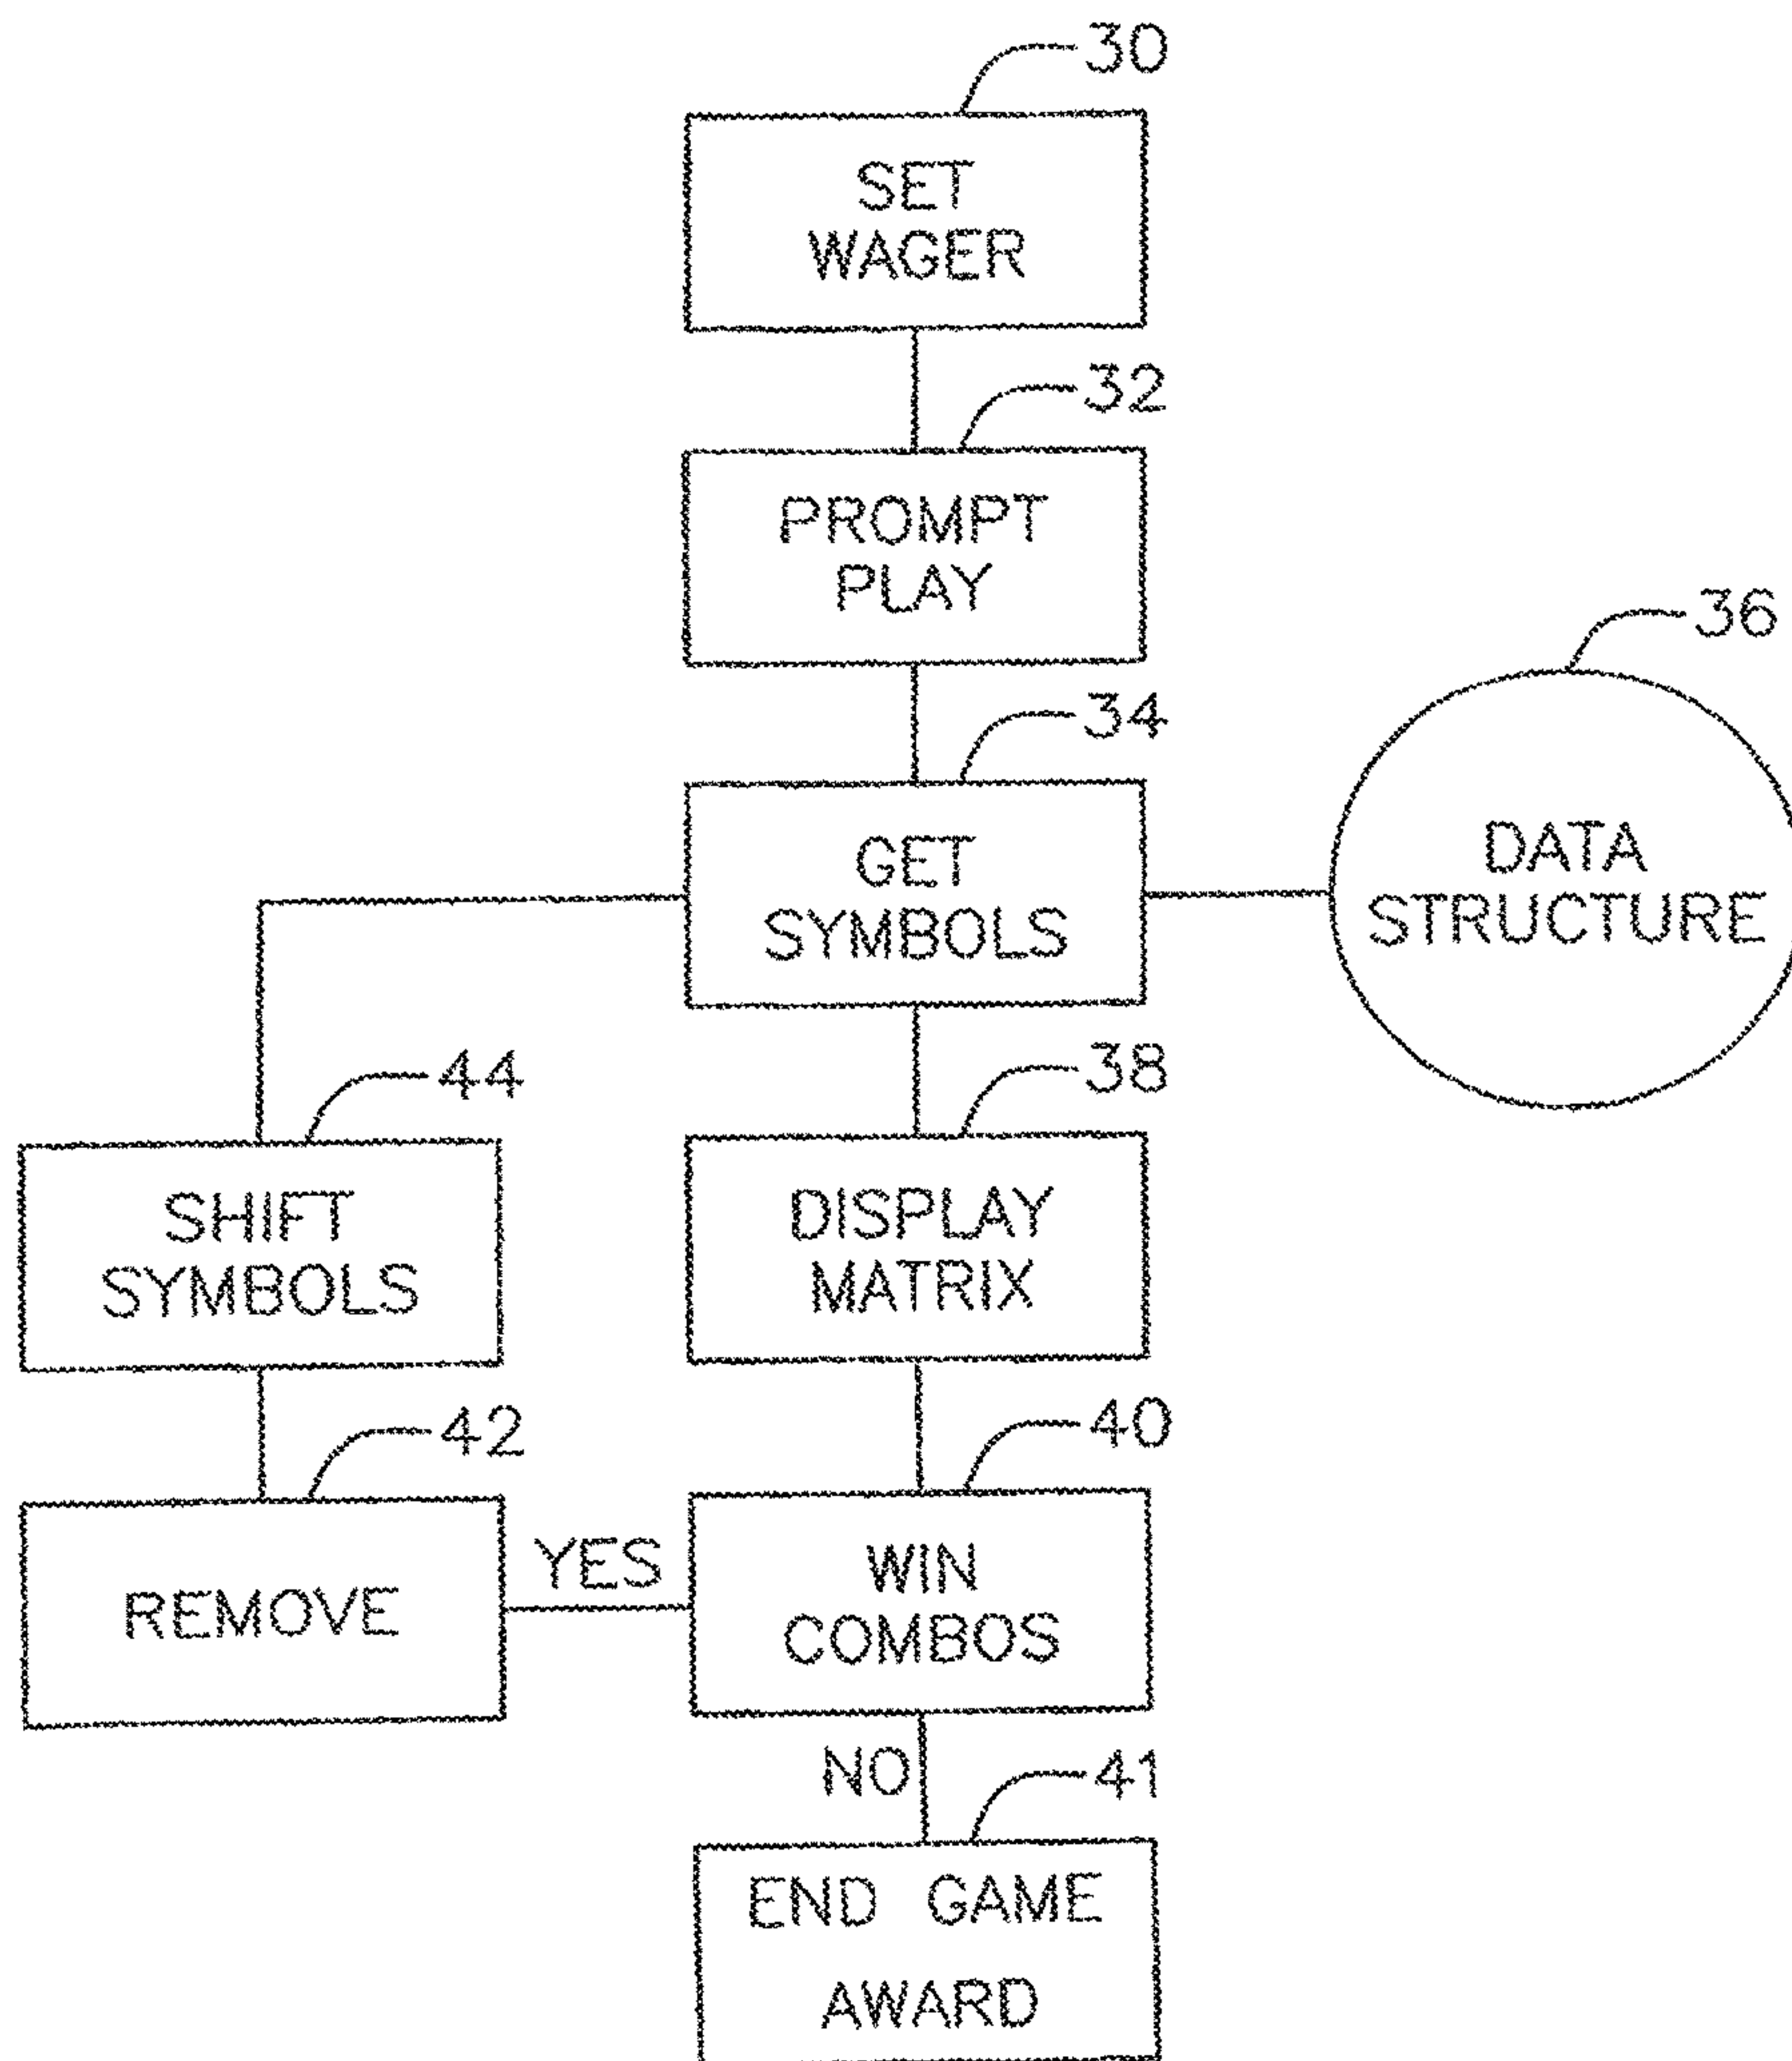 30
SET
WAGER
32
PROMPT
PLAY
36
34
GET
SYMBOLS
DATA
STRUCTURE
44
38
SHIFT
SYMBOLS
DISPLAY
MATRIX
42
40
REMOVE
YES
WIN
COMBOS
NO
41
END GAME
AWARD